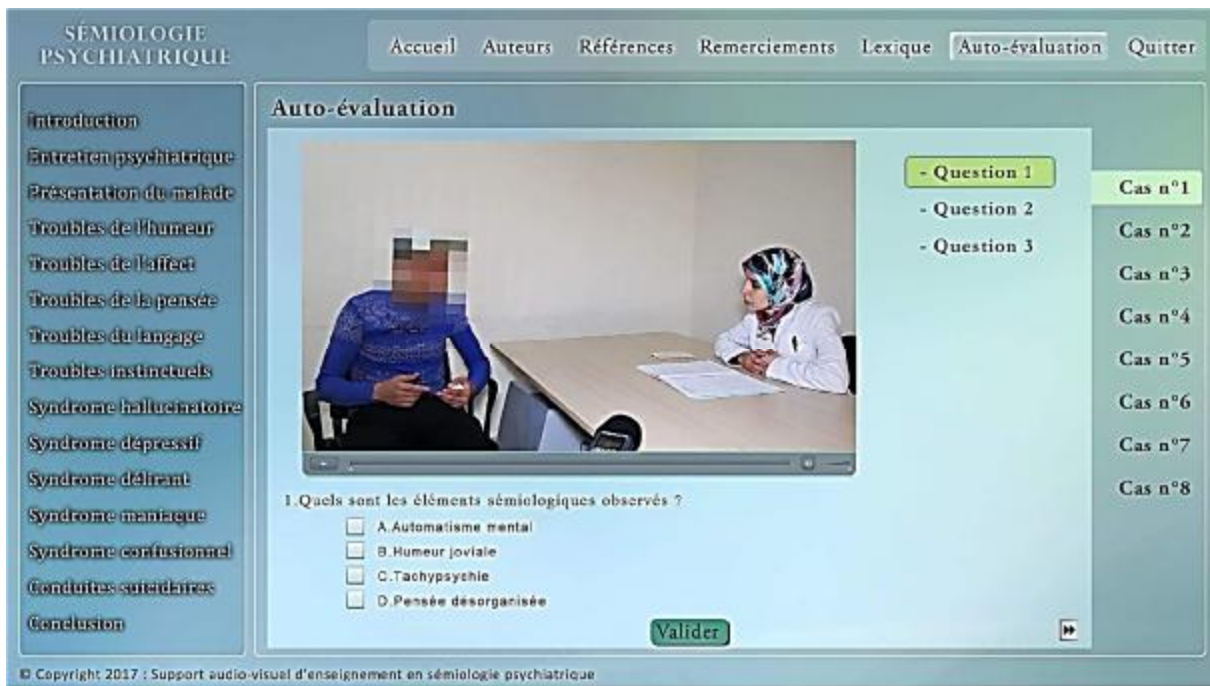 SÉMIOLOGIE
PSYCHIATRIQUE
Accueil Auteurs Références Remerciements Lexique Auto-évaluation Quitter
Introduction
Entretien psychiatrique
Présentation du malade
Troubles de l'humeur
Troubles de l'affect
Troubles de la pensée
Troubles du langage
Troubles instinctuels
Syndrome hallucinatoire
Syndrome dépressif
Syndrome délirant
Syndrome maniaque
Syndrome confusionnel
Conduites suicidaires
Conclusion
Auto-évaluation
- Question 1
- Question 2
- Question 3
Cas n°1
Cas n°2
Cas n°3
Cas n°4
Cas n°5
Cas n°6
Cas n°7
Cas n°8
1.Quels sont les éléments sémiologiques observés ?
A.Automatisme mental
B.Humeur joviale
C.Tachypsychie
D.Pensée désorganisée
Valider
© Copyright 2017 : Support audio-visuel d'enseignement en sémiologie psychiatrique